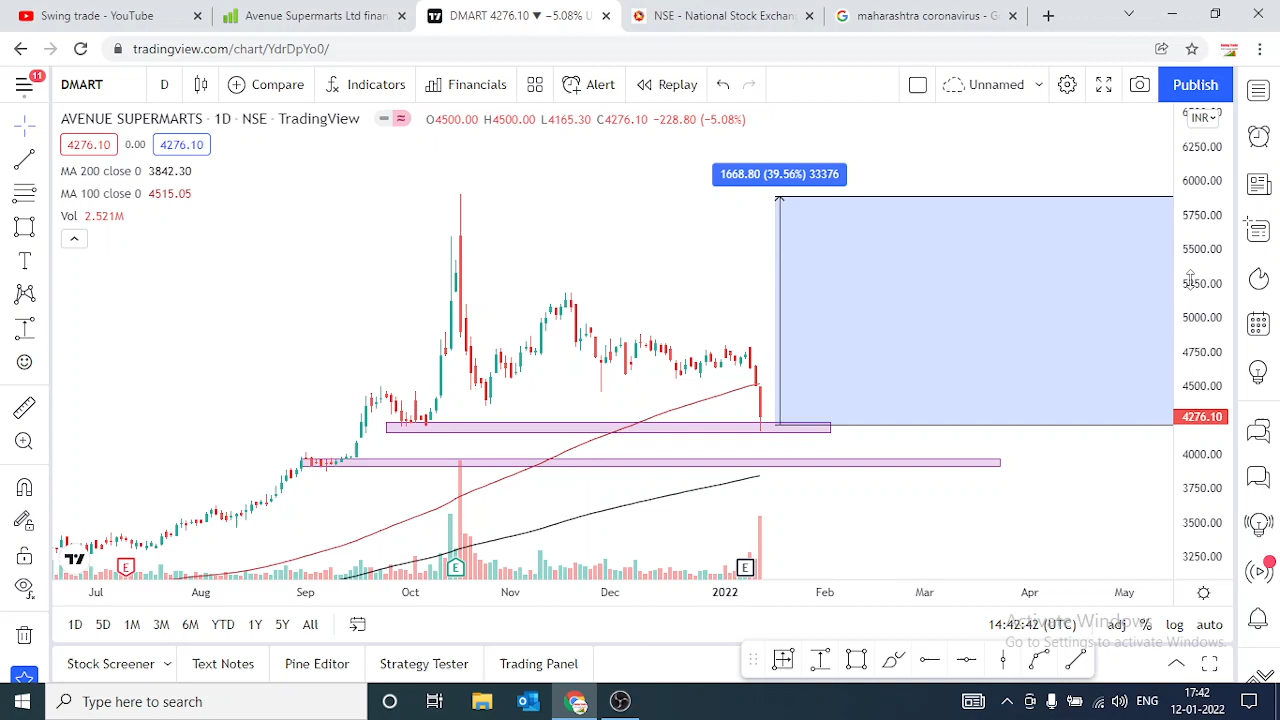 Swing trade - YouTube
Avenue Supermarts Ltd finan
DMART 4276.10 ▼ −5.08% U
NSE - National Stock Exchan
maharashtra coronavirus - G
tradingview.com/chart/YdrDpYo0/
11
DMART
D
Compare
Indicators
Financials
Alert
Replay
Unnamed
Publish
AVENUE SUPERMARTS · 1D · NSE - TradingView
O4500.00 H4500.00 L4165.30 C4276.10 −228.80 (−5.08%)
INR
4276.10 0.00 4276.10
MA 200 close 0 3842.30
MA 100 close 0 4515.05
Vol 2.521M
1668.80 (39.56%) 33376
6250.00
6000.00
5750.00
5500.00
5250.00
5000.00
4750.00
4500.00
4276.10
4000.00
3750.00
3500.00
3250.00
E
E
E
Jul Aug Sep Oct Nov Dec 2022 Feb Mar Apr May
1D 5D 1M 3M 6M YTD 1Y 5Y All
14:42:42 (UTC) adj % log auto
Activate Windows
Go to Settings to activate Windows.
Stock Screener
Text Notes
Pine Editor
Strategy Tester
Trading Panel
Type here to search
ENG
17:42
12-01-2022